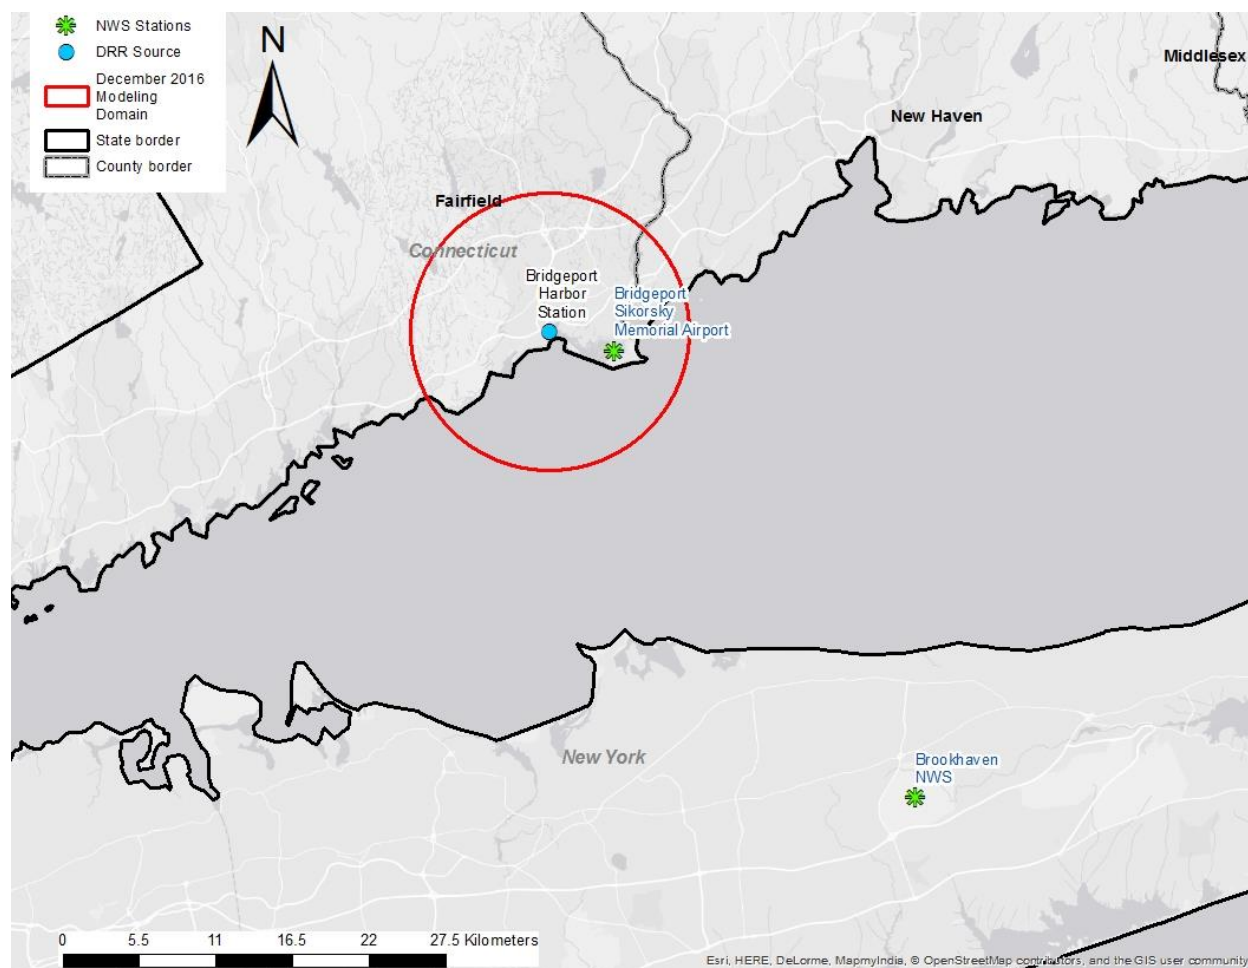 NWS Stations
DRR Source
December 2016
Modeling
Domain
State border
County border
N
Middlesex
New Haven
Fairfield
Connecticut
Bridgeport
Harbor
Station
Bridgeport
Sikorsky
Memorial Airport
New York
Brookhaven
NWS
0 5.5 11 16.5 22 27.5 Kilometers
Esri, HERE, DeLorme, MapmyIndia, © OpenStreetMap contributors, and the GIS user community